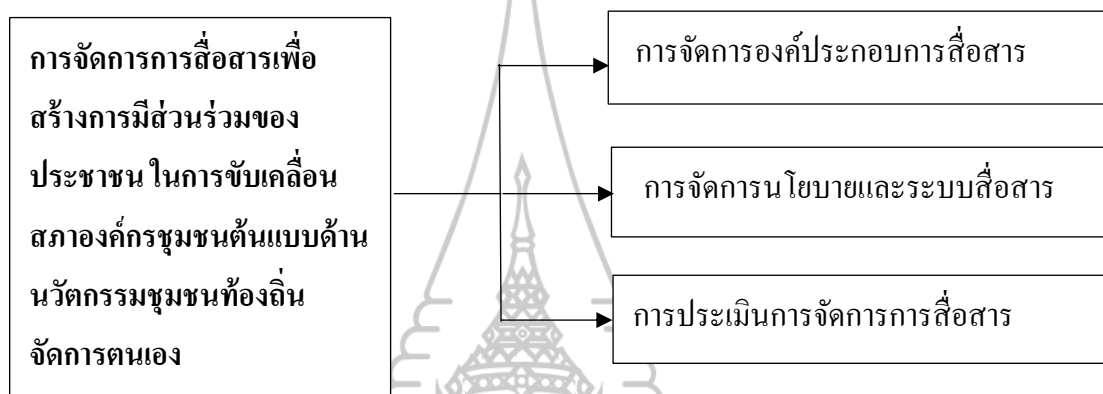 การจัดการการสื่อสารเพื่อ
สร้างการมีส่วนร่วมของ
ประชาชน ในการขับเคลื่อน
สภาองค์กรชุมชนต้นแบบด้าน
นวัตกรรมชุมชนท้องถิ่น
จัดการตนเอง
การจัดการองค์ประกอบการสื่อสาร
การจัดการนโยบายและระบบสื่อสาร
การประเมินการจัดการการสื่อสาร